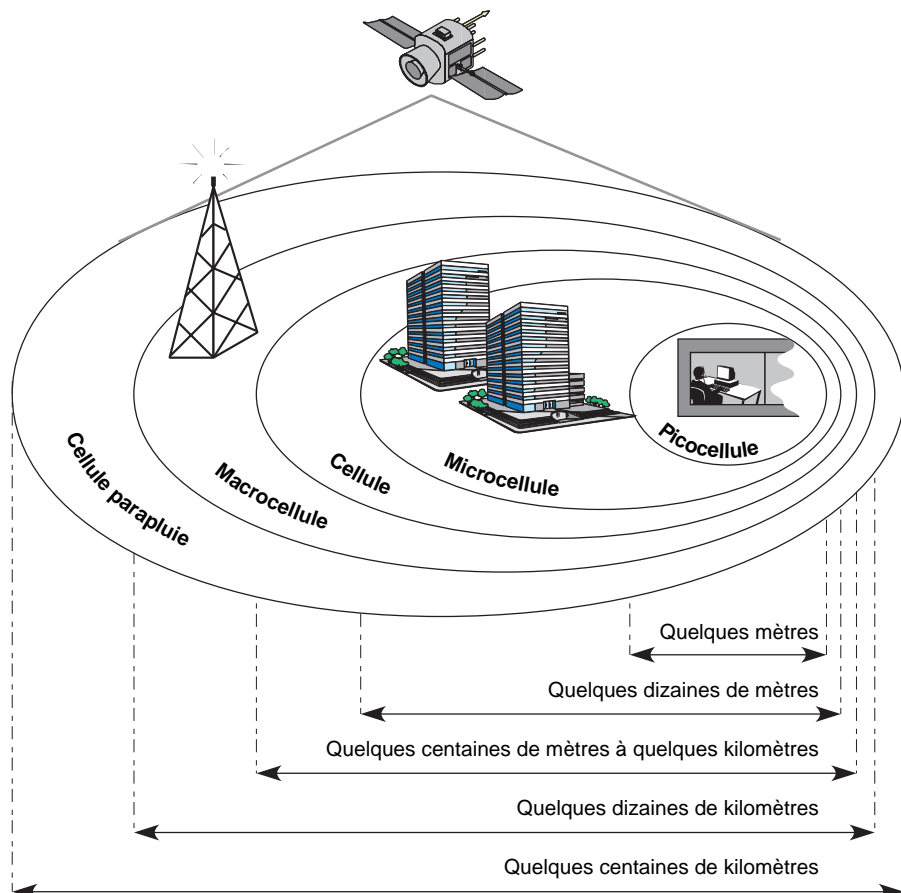 Cellule parapluie
Macrocellule
Cellule
Microcellule
Picocellule
Quelques mètres
Quelques dizaines de mètres
Quelques centaines de mètres à quelques kilomètres
Quelques dizaines de kilomètres
Quelques centaines de kilomètres